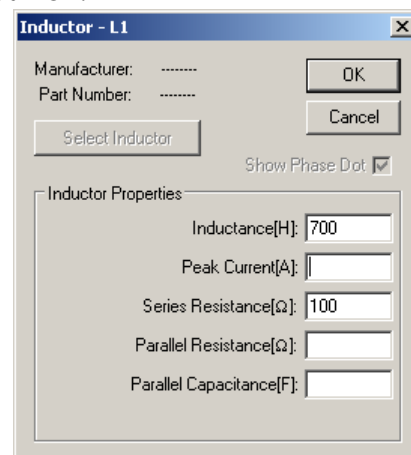 Inductor - L1
Manufacturer: --------
Part Number: --------
OK
Cancel
Select Inductor
Show Phase Dot
Inductor Properties
Inductance[H]: 700
Peak Current[A]:
Series Resistance[Ω]: 100
Parallel Resistance[Ω]:
Parallel Capacitance[F]: